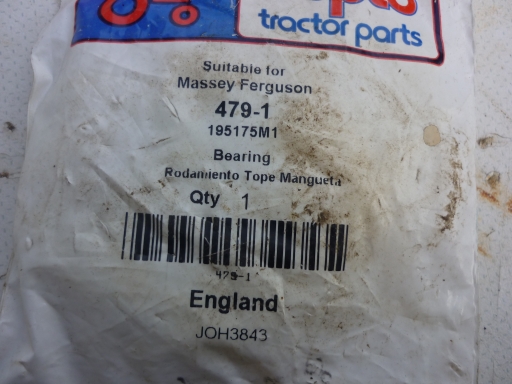 tractor parts
Suitable for
Massey Ferguson
479-1
195175M1
Bearing
Rodamiento Tope Mangueta
Qty 1
479-1
England
JOH3843